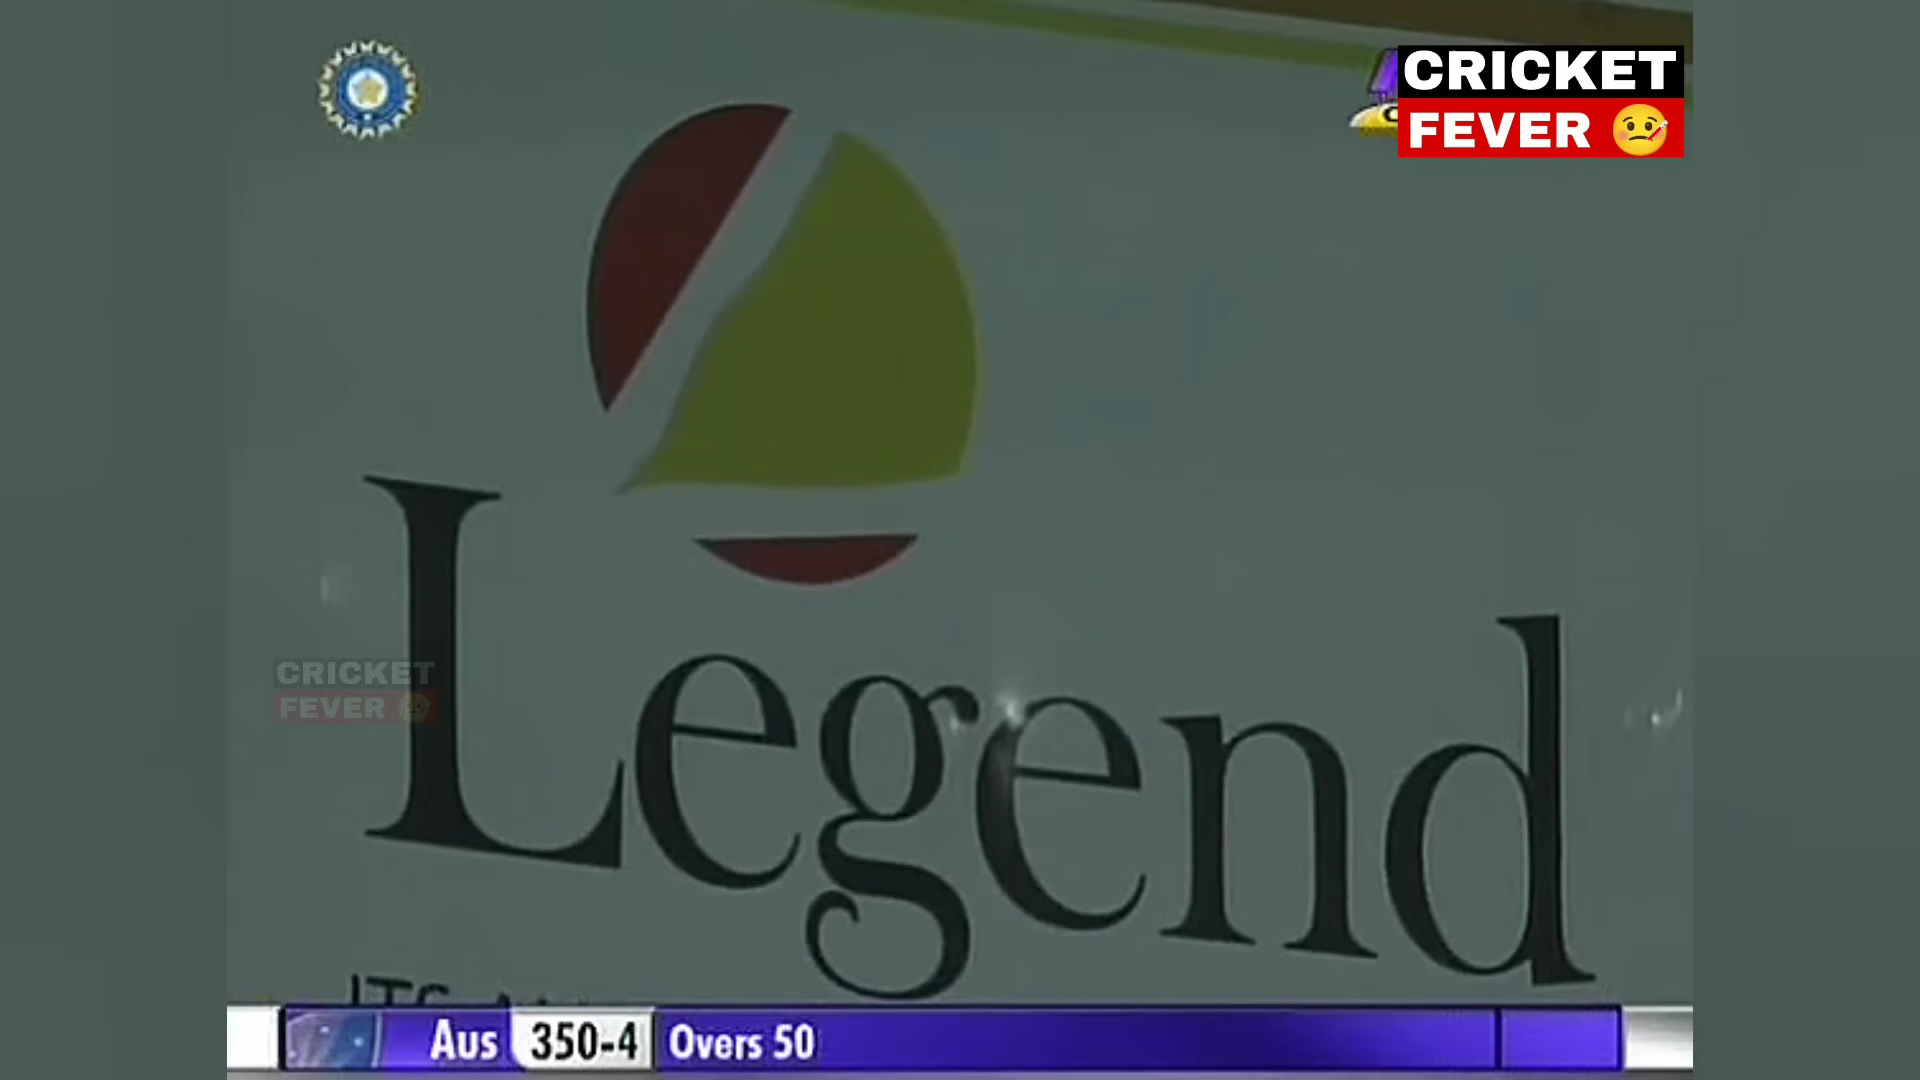 CRICKET
FEVER
Legend
CRICKET
FEVER
Aus 350-4 Overs 50